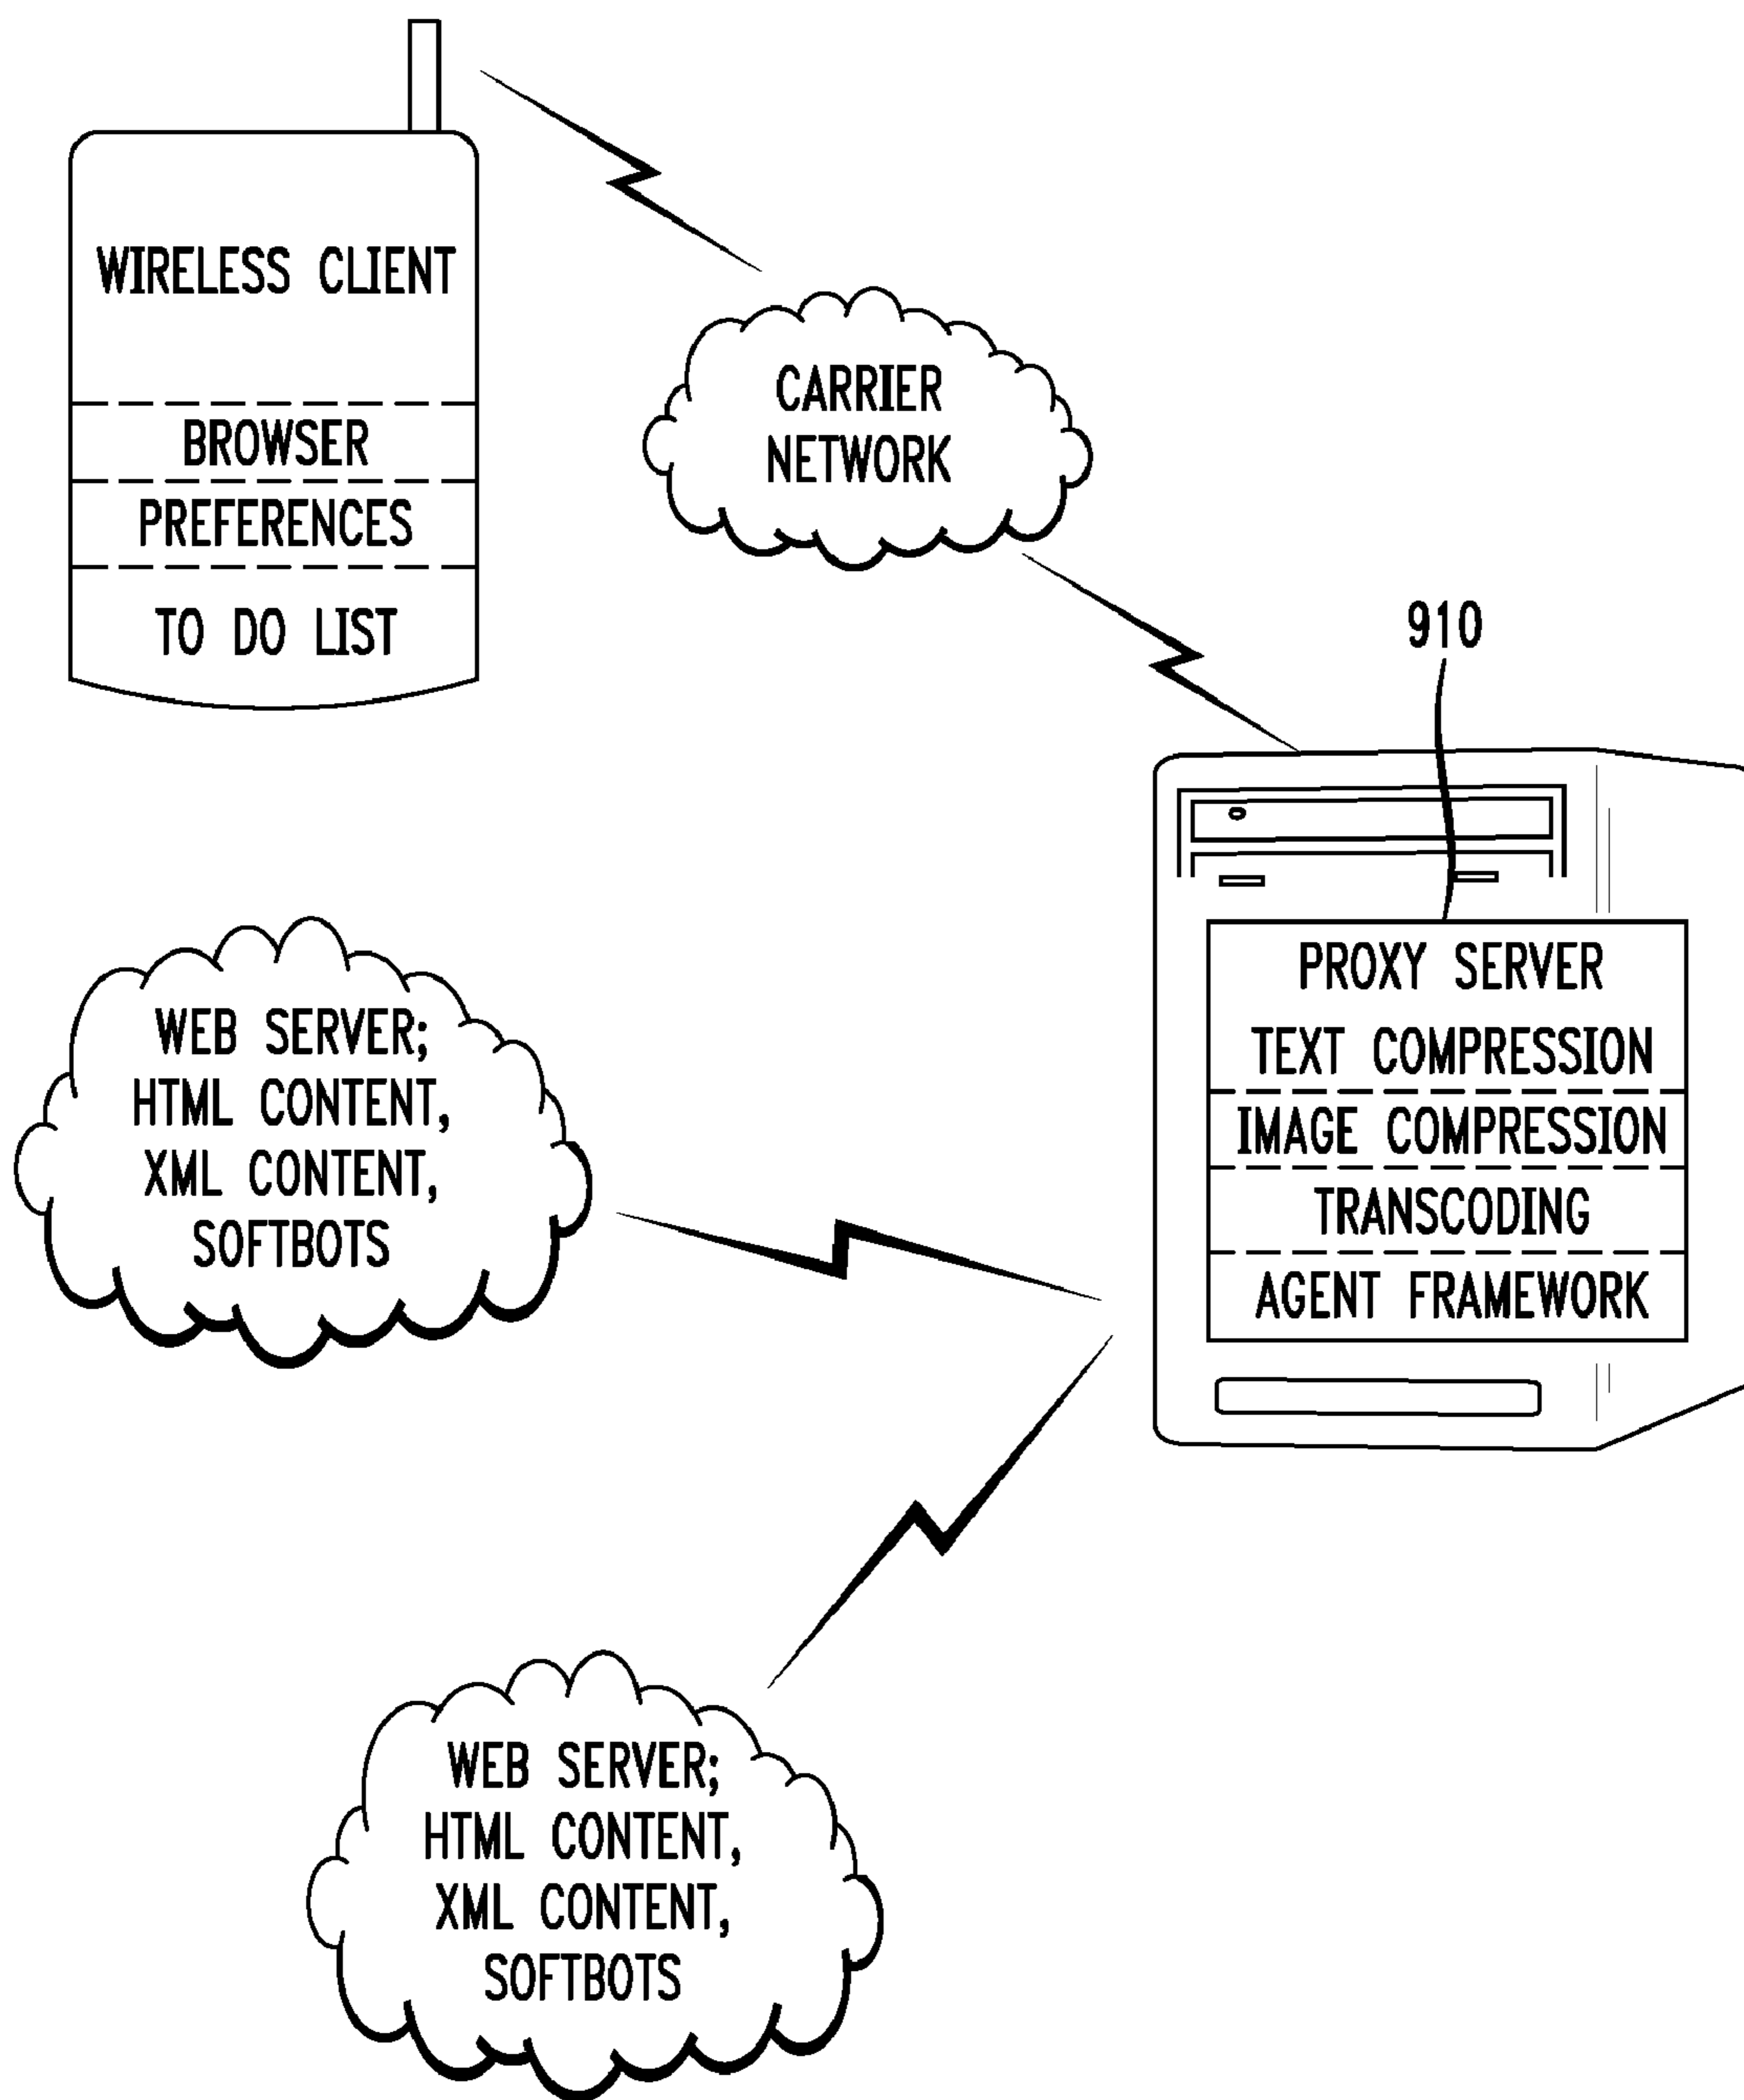 WIRELESS CLIENT
BROWSER
PREFERENCES
TO DO LIST
CARRIER
NETWORK
910
PROXY SERVER
TEXT COMPRESSION
IMAGE COMPRESSION
TRANSCODING
AGENT FRAMEWORK
WEB SERVER;
HTML CONTENT,
XML CONTENT,
SOFTBOTS
WEB SERVER;
HTML CONTENT,
XML CONTENT,
SOFTBOTS